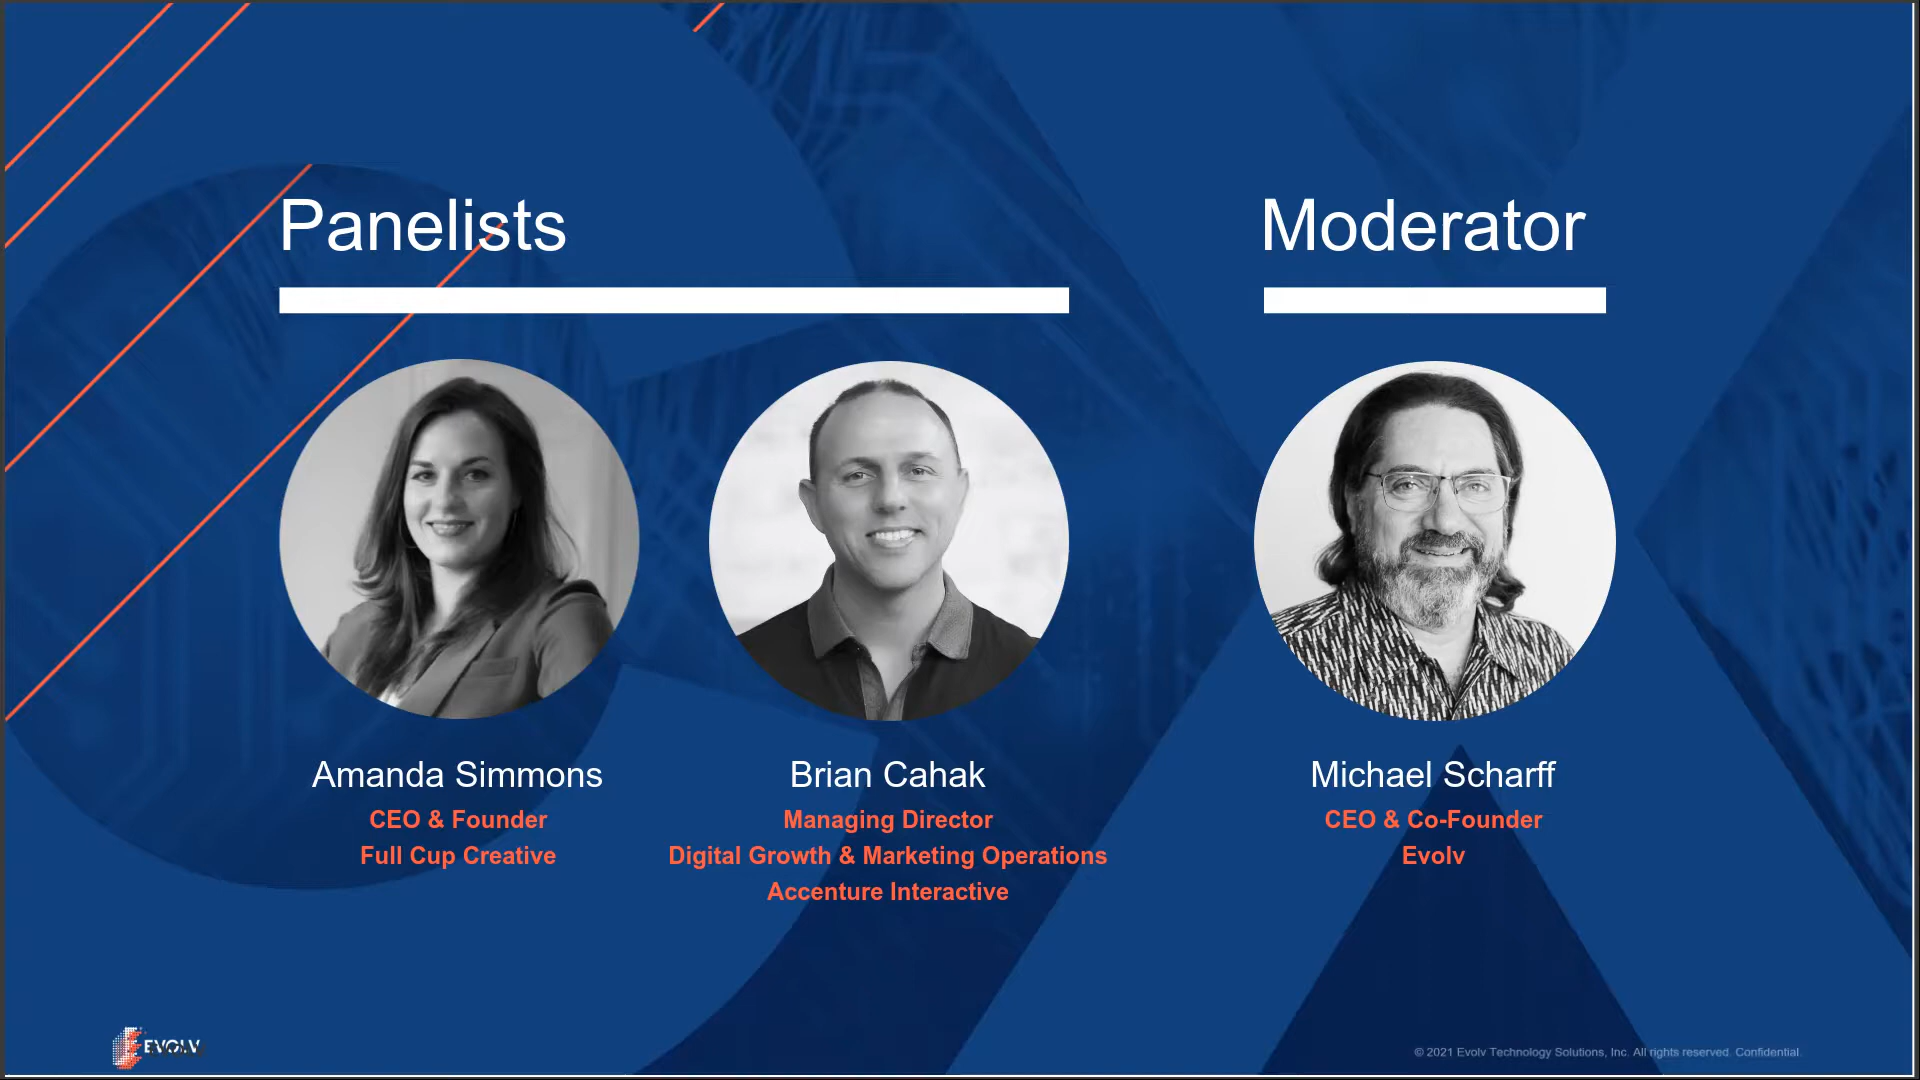 Panelists
Moderator
Amanda Simmons
CEO & Founder
Full Cup Creative
Brian Cahak
Managing Director
Digital Growth & Marketing Operations
Accenture Interactive
Michael Scharff
CEO & Co-Founder
Evolv
EVOLV
© 2021 Evolv Technology Solutions, Inc. All rights reserved. Confidential.